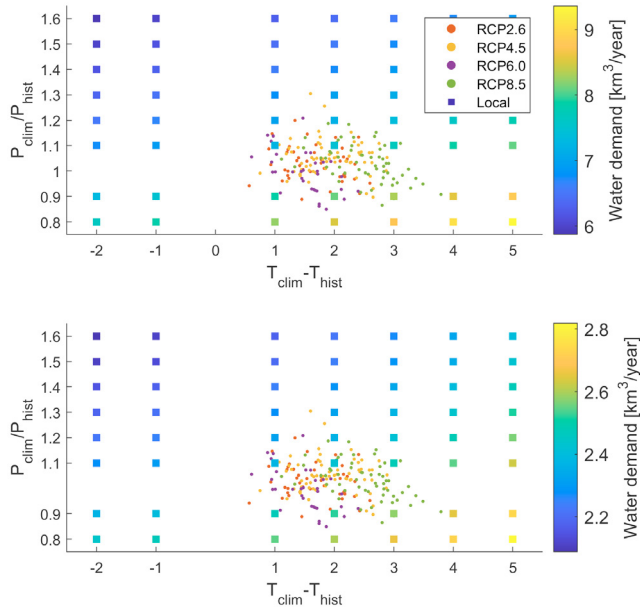 1.6
1.5
1.4
1.3
1.2
1.1
1
0.9
0.8
P_clim/P_hist
-2 -1 0 1 2 3 4 5
T_clim-T_hist
RCP2.6
RCP4.5
RCP6.0
RCP8.5
Local
9
8
7
6
Water demand [km³/year]
1.6
1.5
1.4
1.3
1.2
1.1
0.9
0.8
P_clim/P_hist
-2 -1 1 2 3 4 5
T_clim-T_hist
2.8
2.6
2.4
2.2
Water demand [km³/year]